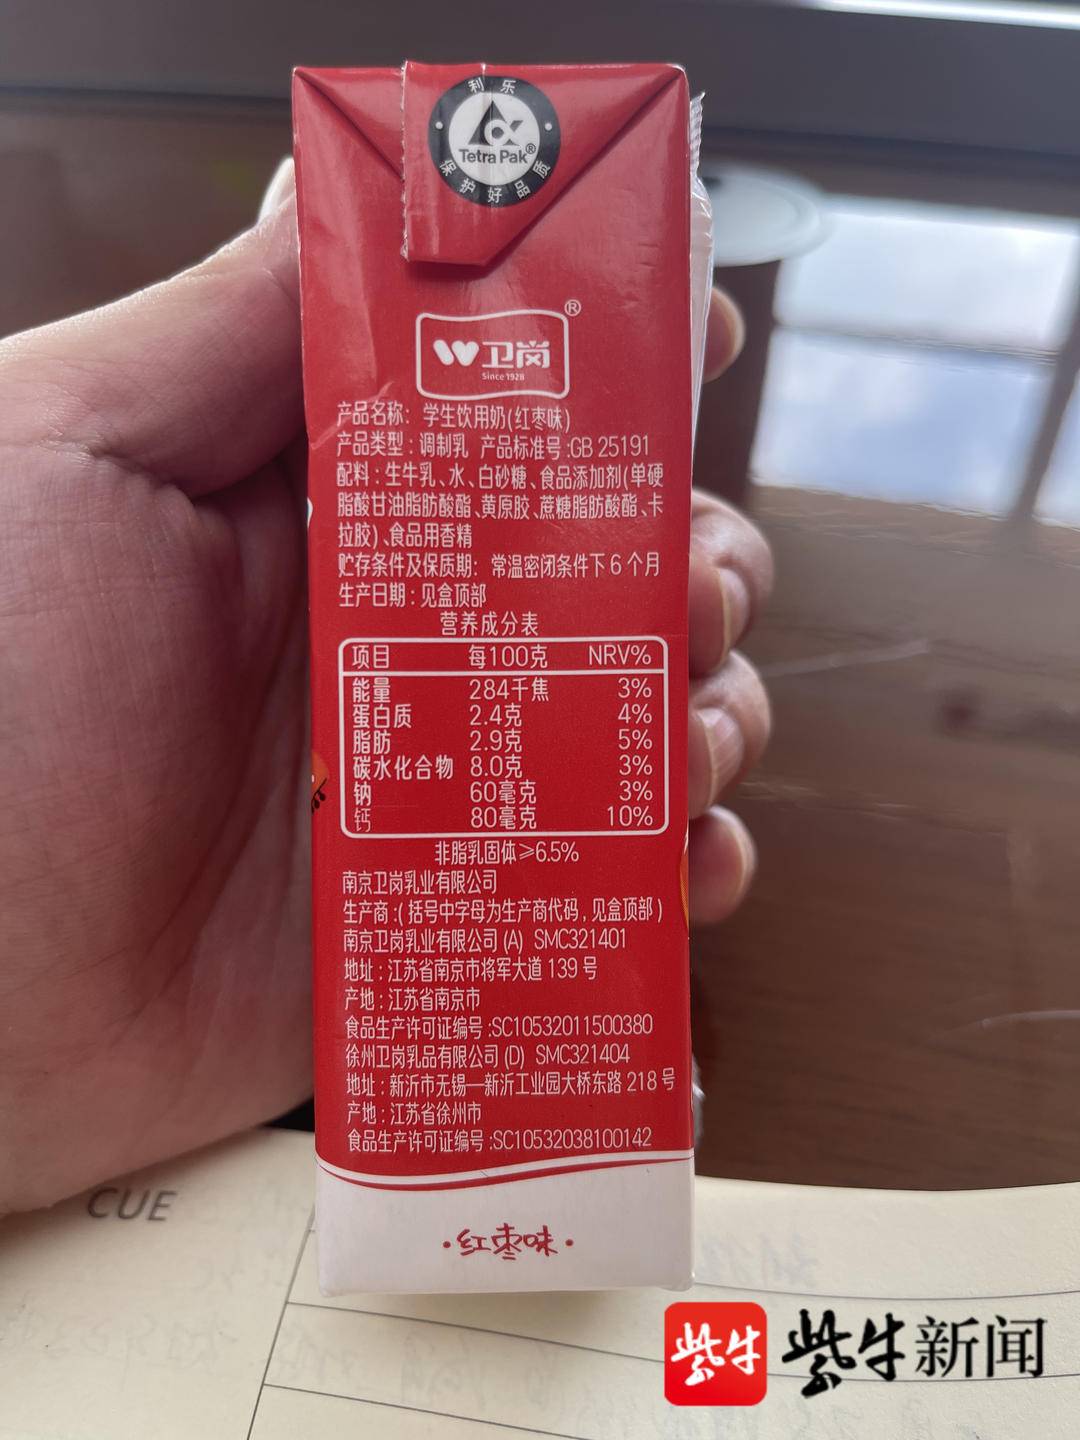 利乐
Tetra Pak®
保护好品质
卫岗®
Since 1928
产品名称：学生饮用奶(红枣味)
产品类型：调制乳 产品标准号:GB 25191
配料：生牛乳、水、白砂糖、食品添加剂(单硬
脂酸甘油脂肪酸酯、黄原胶、蔗糖脂肪酸酯、卡
拉胶)、食品用香精
贮存条件及保质期：常温密闭条件下6个月
生产日期：见盒顶部
营养成分表
项目 每100克 NRV%
能量 284千焦 3%
蛋白质 2.4克 4%
脂肪 2.9克 5%
碳水化合物 8.0克 3%
钠 60毫克 3%
钙 80毫克 10%
非脂乳固体≥6.5%
南京卫岗乳业有限公司
生产商:(括号中字母为生产商代码,见盒顶部)
南京卫岗乳业有限公司(A) SMC321401
地址:江苏省南京市将军大道139号
产地:江苏省南京市
食品生产许可证编号:SC10532011500380
徐州卫岗乳品有限公司(D) SMC321404
地址:新沂市无锡—新沂工业园大桥东路218号
产地:江苏省徐州市
食品生产许可证编号:SC10532038100142
·红枣味·
CUE
紫牛 紫牛新闻